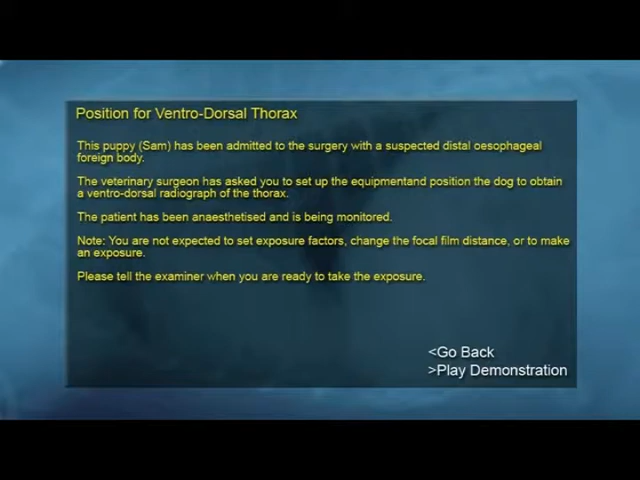 Position for Ventro-Dorsal Thorax
This puppy (Sam) has been admitted to the surgery with a suspected distal oesophageal
foreign body.
The veterinary surgeon has asked you to set up the equipmentand position the dog to obtain
a ventro-dorsal radiograph of the thorax.
The patient has been anaesthetised and is being monitored.
Note: You are not expected to set exposure factors, change the focal film distance, or to make
an exposure.
Please tell the examiner when you are ready to take the exposure.
<Go Back
>Play Demonstration